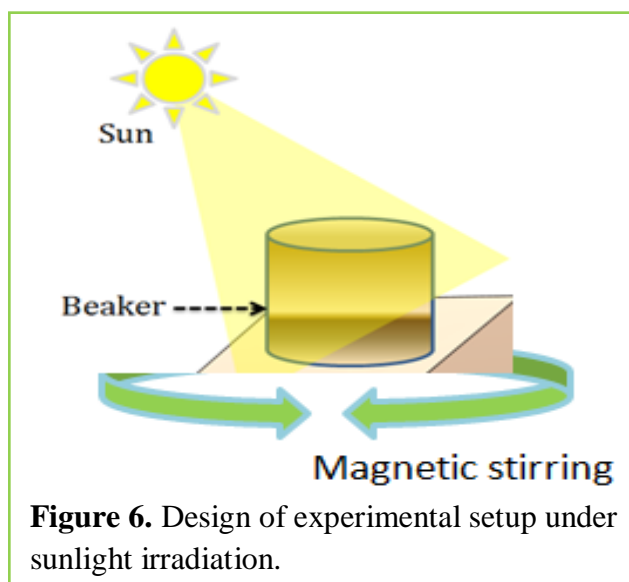 Sun
Beaker
Magnetic stirring
Figure 6. Design of experimental setup under
sunlight irradiation.